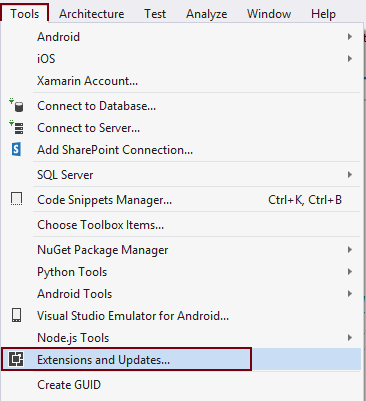 Tools Architecture Test Analyze Window Help
Android
iOS
Xamarin Account...
Connect to Database...
Connect to Server...
Add SharePoint Connection...
SQL Server
Code Snippets Manager... Ctrl+K, Ctrl+B
Choose Toolbox Items...
NuGet Package Manager
Python Tools
Android Tools
Visual Studio Emulator for Android...
Node.js Tools
Extensions and Updates...
Create GUID